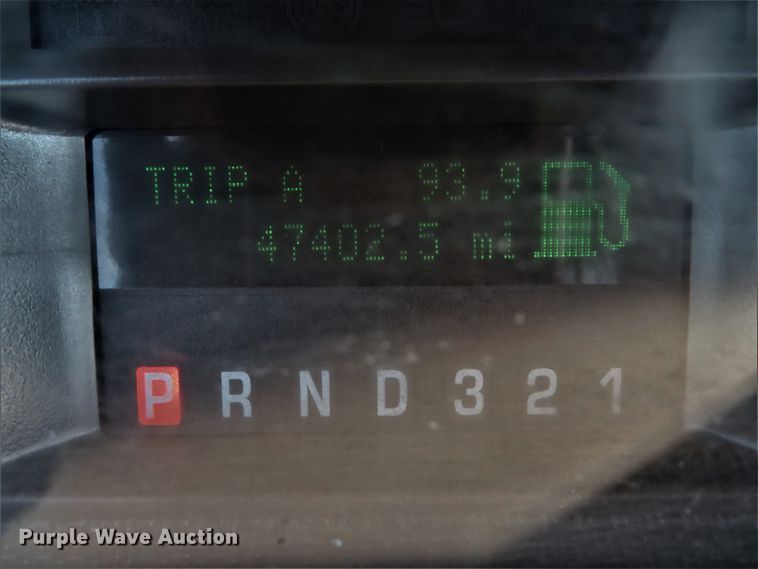 TRIP A 93.9
47402.5 mi
P R N D 3 2 1
Purple Wave Auction